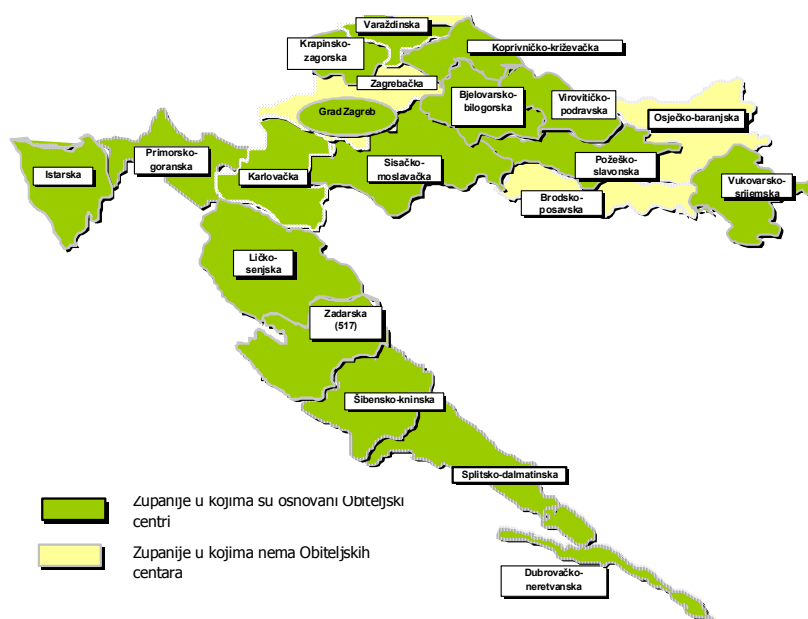 Varaždinska
Krapinsko-
zagorska
Koprivničko-križevačka
Zagrebačka
Bjelovarsko-
bilogorska
Virovitičko-
podravska
Grad Zagreb
Osječko-baranjska
Primorsko-
goranska
Istarska
Karlovačka
Sisačko-
moslavačka
Požeško-
slavonska
Vukovarsko-
srijemska
Brodsko-
posavska
Ličko-
senjska
Zadarska
(517)
Šibensko-kninska
Splitsko-dalmatinska
Županije u kojima su osnovani Obiteljski
centri
Županije u kojima nema Obiteljskih
centara
Dubrovačko-
neretvanska